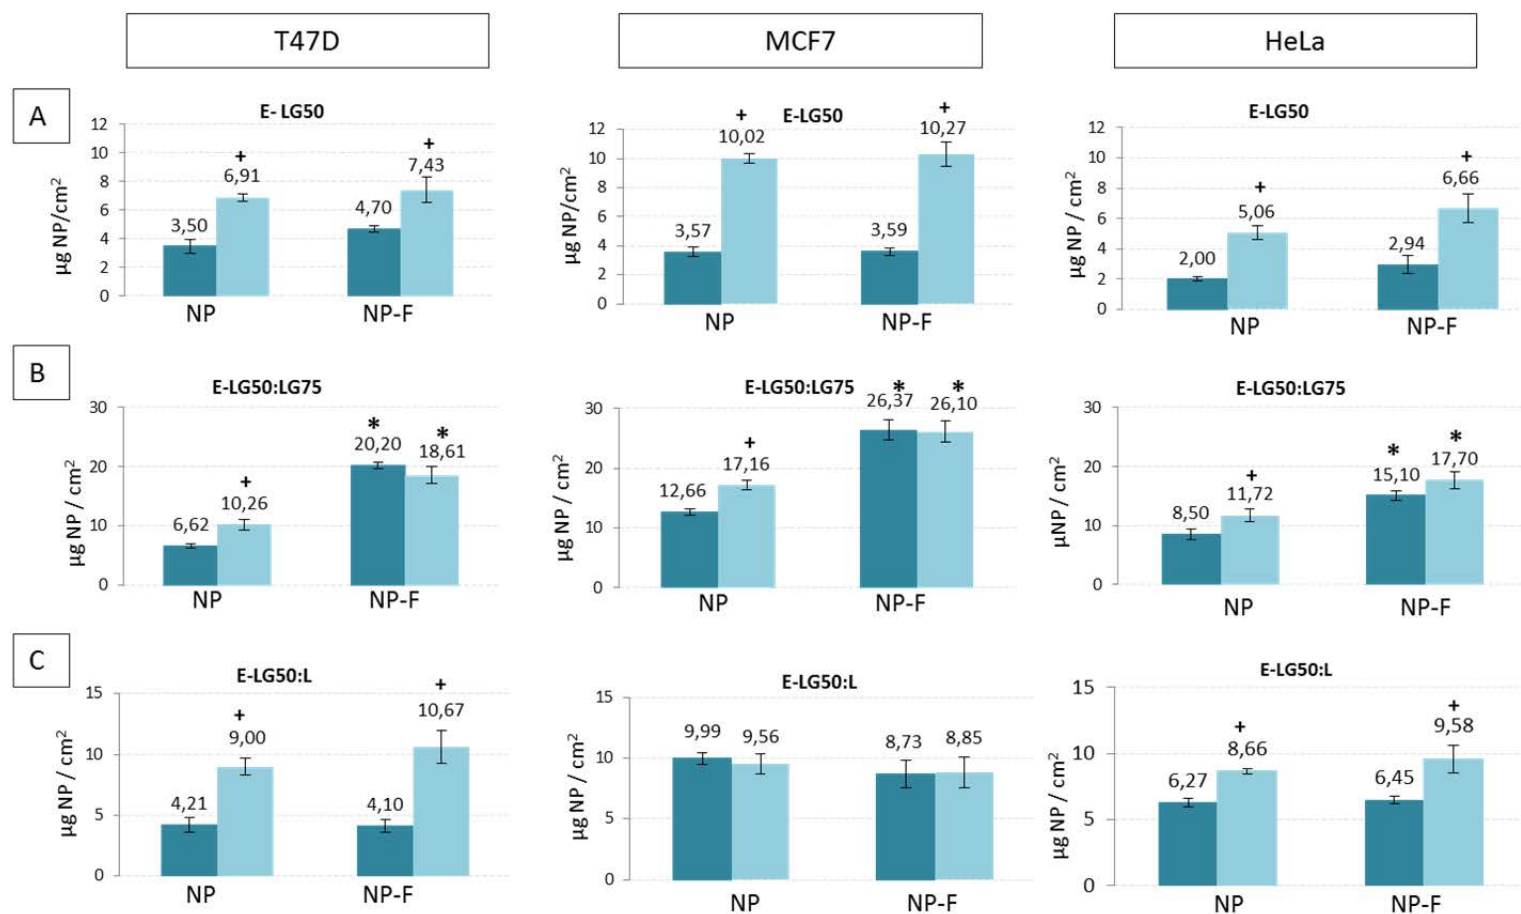 T47D
MCF7
HeLa
A
E- LG50
µg NP/cm²
12
10
8
6
4
2
0
3,50
+
6,91
4,70
+
7,43
NP
NP-F
E-LG50
µg NP/cm²
12
10
8
6
4
2
0
3,57
+
10,02
3,59
+
10,27
NP
NP-F
E-LG50
µg NP / cm²
12
10
8
6
4
2
0
2,00
+
5,06
2,94
+
6,66
NP
NP-F
B
E-LG50:LG75
µg NP / cm²
30
20
10
0
6,62
+
10,26
*
20,20
*
18,61
NP
NP-F
E-LG50:LG75
µg NP / cm²
30
20
10
0
12,66
+
17,16
*
26,37
*
26,10
NP
NP-F
E-LG50:LG75
µNP / cm²
30
20
10
0
8,50
+
11,72
*
15,10
*
17,70
NP
NP-F
C
E-LG50:L
µg NP / cm²
15
10
5
0
4,21
+
9,00
4,10
+
10,67
NP
NP-F
E-LG50:L
µg NP / cm²
15
10
5
0
9,99
9,56
8,73
8,85
NP
NP-F
E-LG50:L
µg NP / cm²
15
10
5
0
6,27
+
8,66
6,45
+
9,58
NP
NP-F